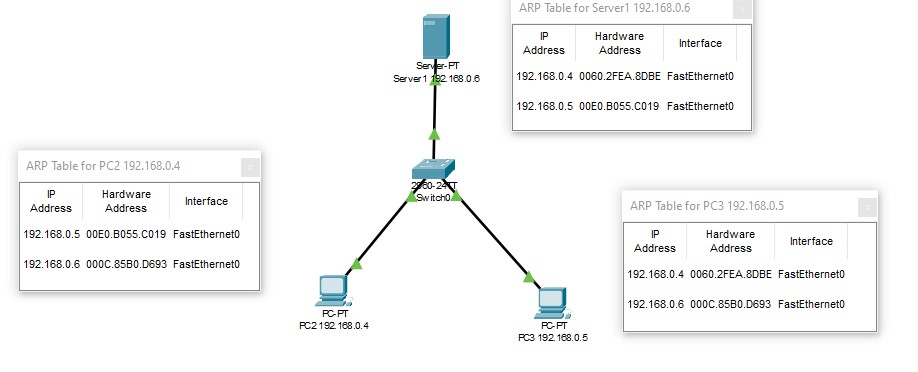 ARP Table for Server1 192.168.0.6
IP Address Hardware Address Interface
192.168.0.4 0060.2FEA.8DBE FastEthernet0
192.168.0.5 00E0.B055.C019 FastEthernet0
Server-PT
Server1 192.168.0.6
ARP Table for PC2 192.168.0.4
IP Address Hardware Address Interface
192.168.0.5 00E0.B055.C019 FastEthernet0
192.168.0.6 000C.85B0.D693 FastEthernet0
2960-24TT
Switch0
ARP Table for PC3 192.168.0.5
IP Address Hardware Address Interface
192.168.0.4 0060.2FEA.8DBE FastEthernet0
192.168.0.6 000C.85B0.D693 FastEthernet0
PC-PT
PC2 192.168.0.4
PC-PT
PC3 192.168.0.5